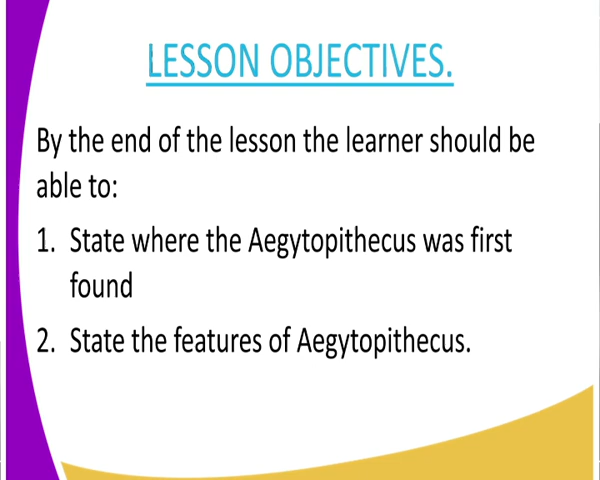 LESSON OBJECTIVES.
By the end of the lesson the learner should be
able to:
1. State where the Aegytopithecus was first
found
2. State the features of Aegytopithecus.